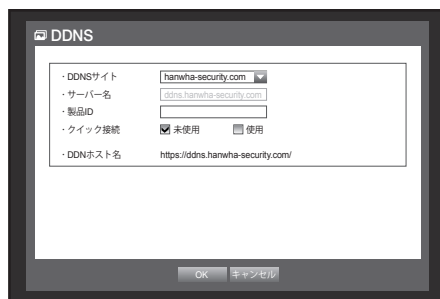 DDNS
・DDNSサイト hanwha-security.com
・サーバー名 ddns.hanwha-security.com
・製品ID
・クイック接続 未使用 使用
・DDNホスト名 https://ddns.hanwha-security.com/
OK キャンセル